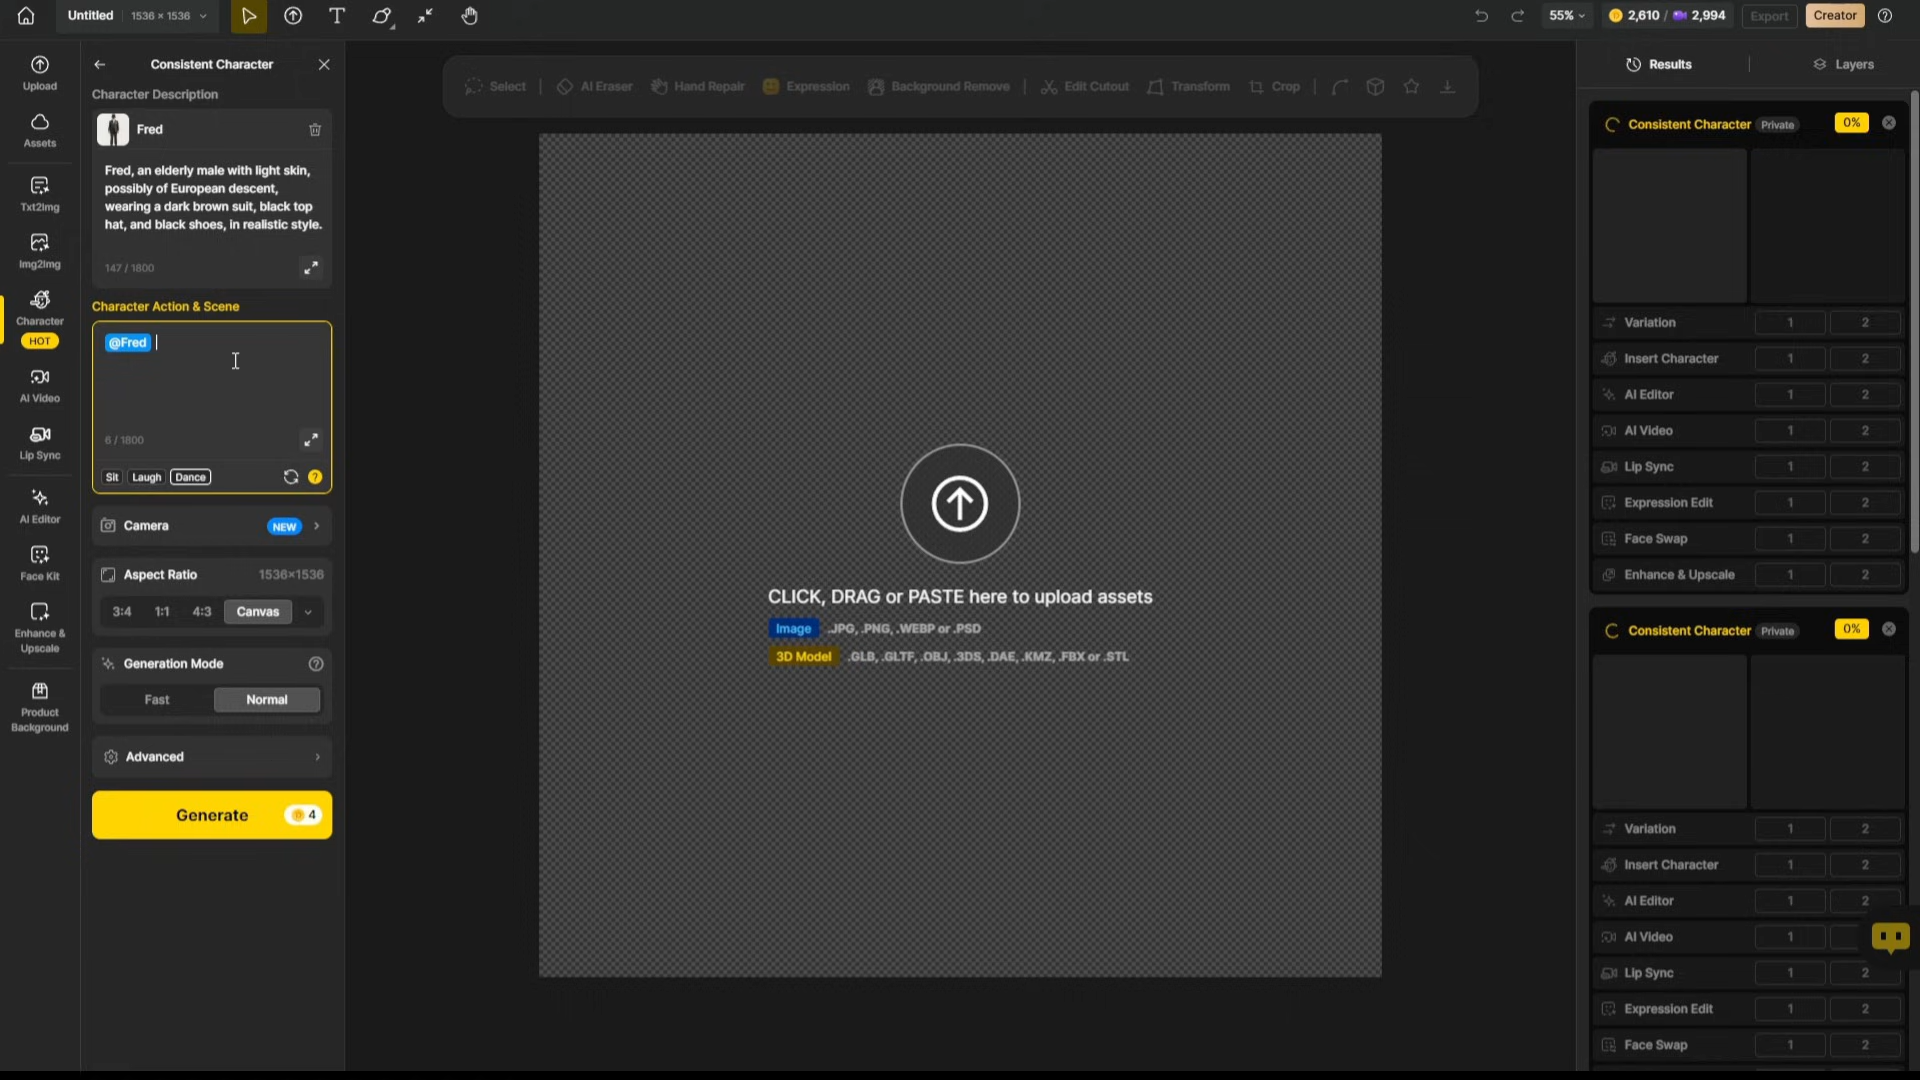 Untitled 1536 × 1536
55% 2,610 / 2,994 Export Creator
Upload
Assets
Txt2Img
Img2Img
Character
HOT
AI Video
Lip Sync
AI Editor
Face Kit
Enhance &
Upscale
Product
Background
Consistent Character
Character Description
Fred
Fred, an elderly male with light skin,
possibly of European descent,
wearing a dark brown suit, black top
hat, and black shoes, in realistic style.
147 / 1800
Character Action & Scene
@Fred
6 / 1800
Sit Laugh Dance ?
Camera NEW
Aspect Ratio 1536×1536
3:4 1:1 4:3 Canvas
Generation Mode
Fast Normal
Advanced
Generate 4
Select AI Eraser Hand Repair Expression Background Remove Edit Cutout Transform Crop
CLICK, DRAG or PASTE here to upload assets
Image .JPG, .PNG, .WEBP or .PSD
3D Model .GLB, .GLTF, .OBJ, .3DS, .DAE, .KMZ, .FBX or .STL
Results Layers
Consistent Character Private 0%
Variation 1 2
Insert Character 1 2
AI Editor 1 2
AI Video 1 2
Lip Sync 1 2
Expression Edit 1 2
Face Swap 1 2
Enhance & Upscale 1 2
Consistent Character Private 0%
Variation 1 2
Insert Character 1 2
AI Editor 1 2
AI Video 1
Lip Sync 1 2
Expression Edit 1 2
Face Swap 1 2